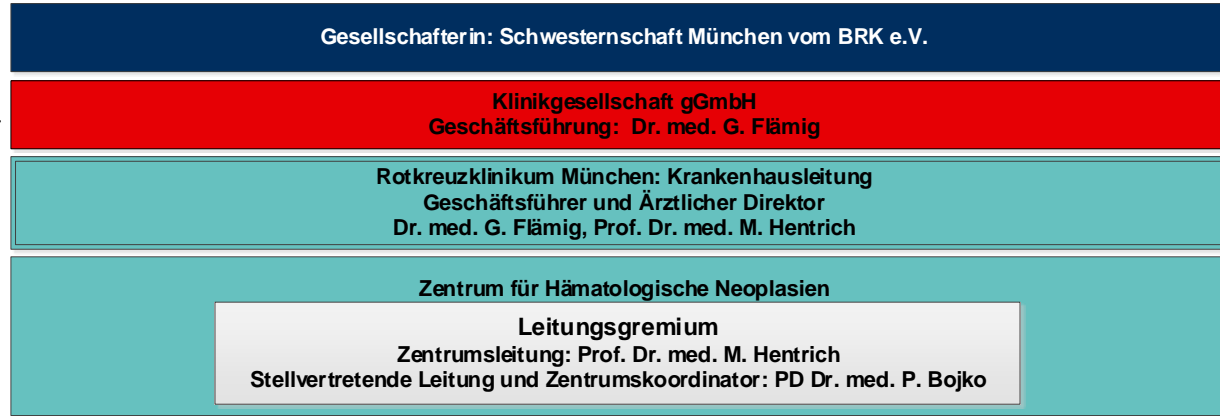 Gesellschafterin: Schwesternschaft München vom BRK e.V.
Klinikgesellschaft gGmbH
Geschäftsführung: Dr. med. G. Flämig
Rotkreuzklinikum München: Krankenhausleitung
Geschäftsführer und Ärztlicher Direktor
Dr. med. G. Flämig, Prof. Dr. med. M. Hentrich
Zentrum für Hämatologische Neoplasien
Leitungsgremium
Zentrumsleitung: Prof. Dr. med. M. Hentrich
Stellvertretende Leitung und Zentrumskoordinator: PD Dr. med. P. Bojko